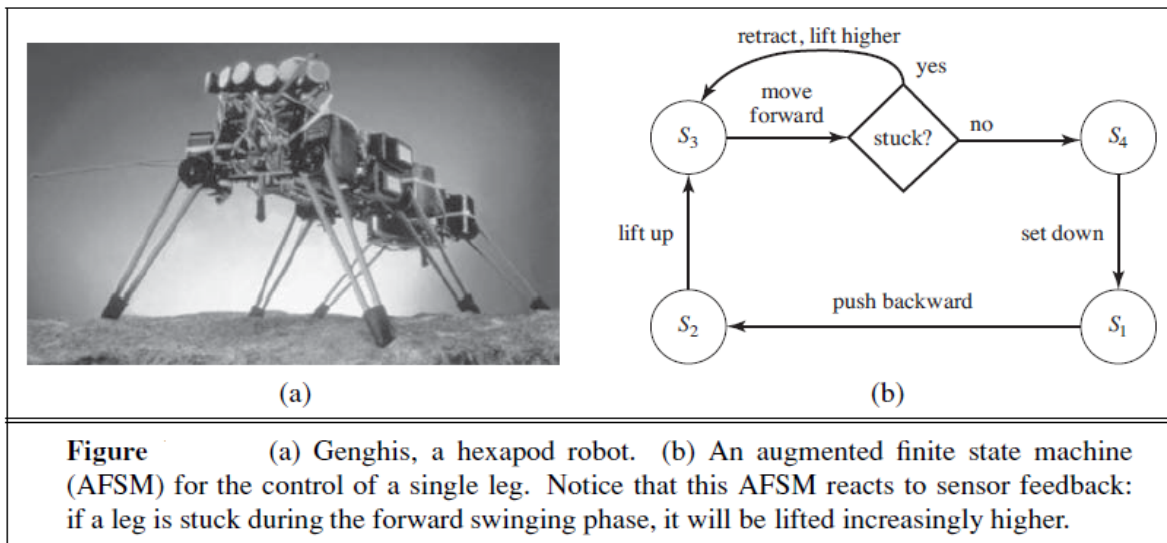 retract, lift higher
yes
move
forward
S3
stuck?
no
S4
lift up
set down
push backward
S2
S1
(a)
(b)
Figure (a) Genghis, a hexapod robot. (b) An augmented finite state machine
(AFSM) for the control of a single leg. Notice that this AFSM reacts to sensor feedback:
if a leg is stuck during the forward swinging phase, it will be lifted increasingly higher.